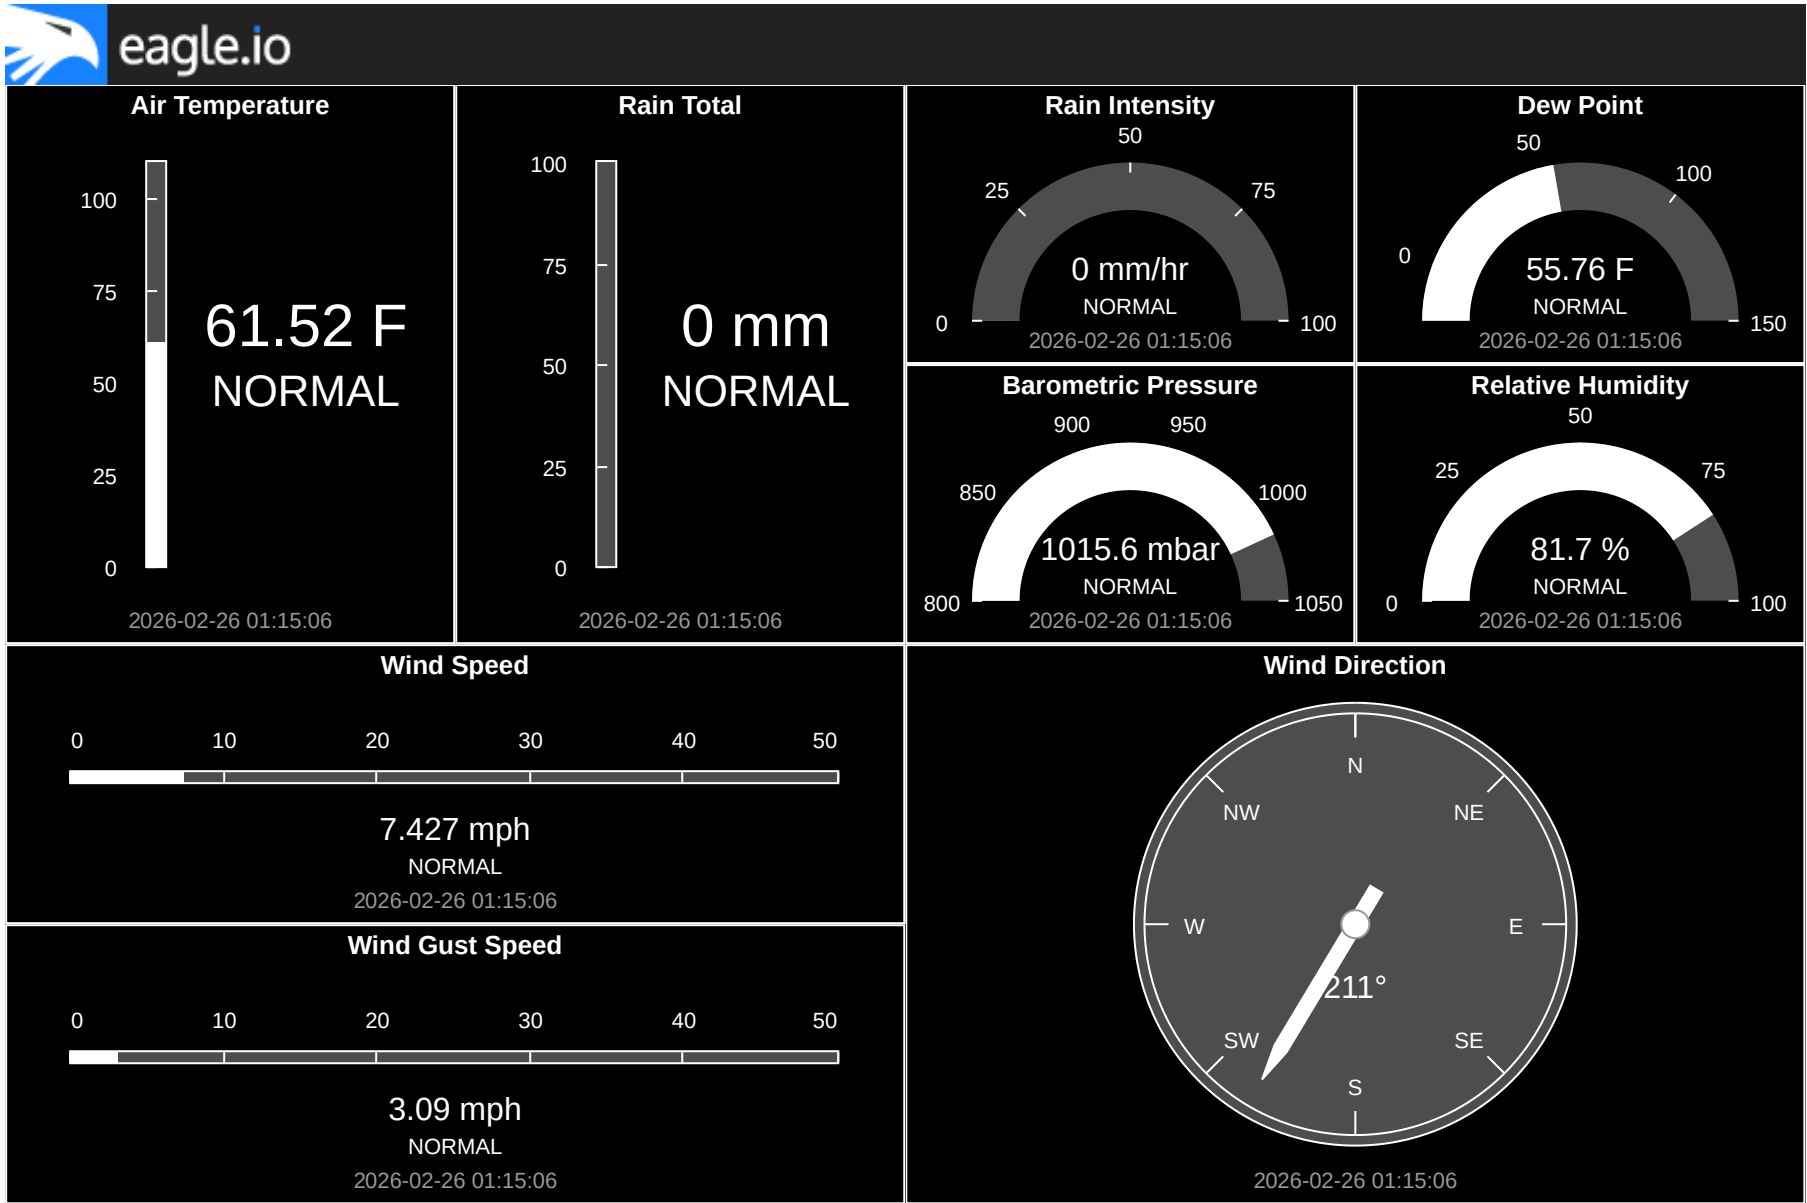 eagle.io
Air Temperature
100
75
50
25
0
61.52 F
NORMAL
2026-02-26 01:15:06
Rain Total
100
75
50
25
0
0 mm
NORMAL
2026-02-26 01:15:06
Rain Intensity
0
25
50
75
100
0 mm/hr
NORMAL
2026-02-26 01:15:06
Dew Point
0
50
100
150
55.76 F
NORMAL
2026-02-26 01:15:06
Barometric Pressure
800
850
900
950
1000
1050
1015.6 mbar
NORMAL
2026-02-26 01:15:06
Relative Humidity
0
25
50
75
100
81.7 %
NORMAL
2026-02-26 01:15:06
Wind Speed
0 10 20 30 40 50
7.427 mph
NORMAL
2026-02-26 01:15:06
Wind Gust Speed
0 10 20 30 40 50
3.09 mph
NORMAL
2026-02-26 01:15:06
Wind Direction
N
NW NE
W E
211°
SW SE
S
2026-02-26 01:15:06